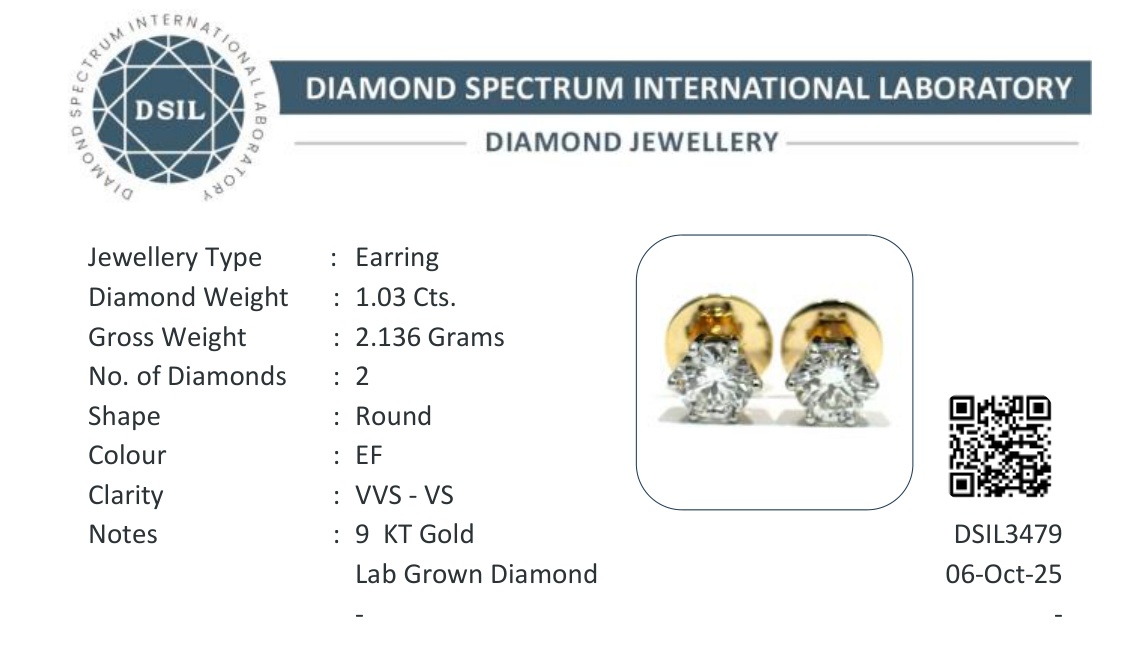 DIAMOND SPECTRUM INTERNATIONAL LABORATORY
DSIL
DIAMOND SPECTRUM INTERNATIONAL LABORATORY
DIAMOND JEWELLERY
Jewellery Type : Earring
Diamond Weight : 1.03 Cts.
Gross Weight : 2.136 Grams
No. of Diamonds : 2
Shape : Round
Colour : EF
Clarity : VVS - VS
Notes : 9 KT Gold
Lab Grown Diamond
-
DSIL3479
06-Oct-25
-